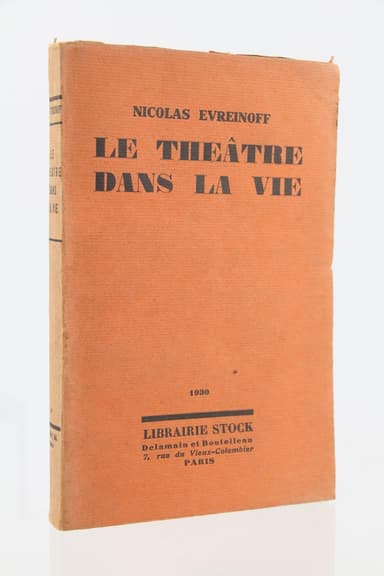 NICOLAS EVREINOFF
LE THÉÂTRE
DANS LA VIE
1930
LIBRAIRIE STOCK
Delamain et Boutelleau
7, rue du Vieux-Colombier
PARIS